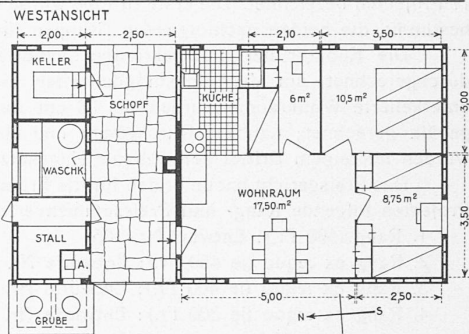 WESTANSICHT
2,00
2,50
2,10
3,50
KELLER
SCHOPF
KÜCHE
6 m²
10,5 m²
3,00
WASCHK.
WOHNRAUM
17,50 m²
8,75 m²
3,50
STALL
A.
5,00
2,50
GRUBE
N
S